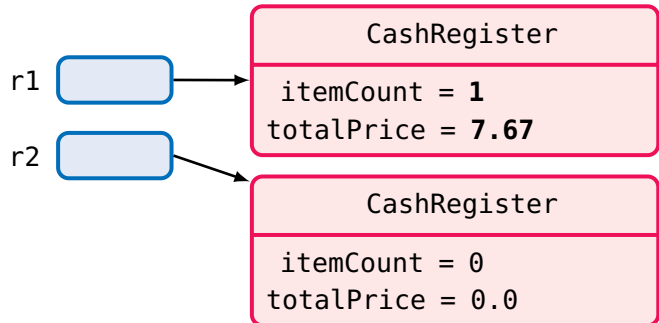 CashRegister
r1
itemCount = 1
totalPrice = 7.67
r2
CashRegister
itemCount = 0
totalPrice = 0.0